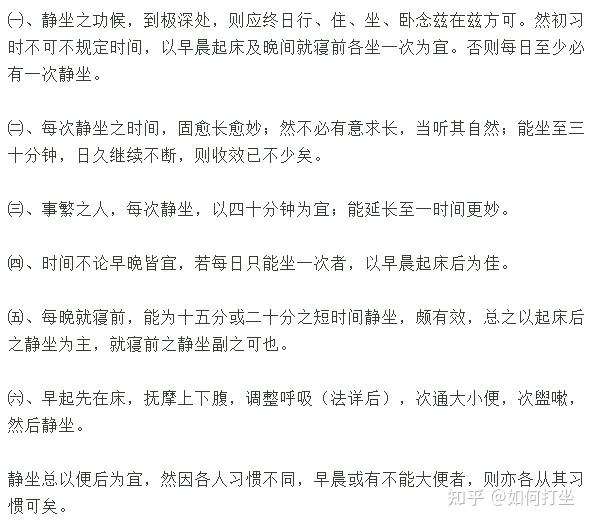 ㈠、静坐之功候，到极深处，则应终日行、住、坐、卧念兹在兹方可。然初习
时不可不规定时间，以早晨起床及晚间就寝前各坐一次为宜。否则每日至少必
有一次静坐。
㈡、每次静坐之时间，固愈长愈妙；然不必有意求长，当听其自然；能坐至三
十分钟，日久继续不断，则收效已不少矣。
㈢、事繁之人，每次静坐，以四十分钟为宜；能延长至一时间更妙。
㈣、时间不论早晚皆宜，若每日只能坐一次者，以早晨起床后为佳。
㈤、每晚就寝前，能为十五分或二十分之短时间静坐，颇有效，总之以起床后
之静坐为主，就寝前之静坐副之可也。
㈥、早起先在床，抚摩上下腹，调整呼吸（法详后），次通大小便，次盥嗽，
然后静坐。
静坐总以便后为宜，然因各人习惯不同，早晨或有不能大便者，则亦各从其习
惯可矣。
知乎 @如何打坐